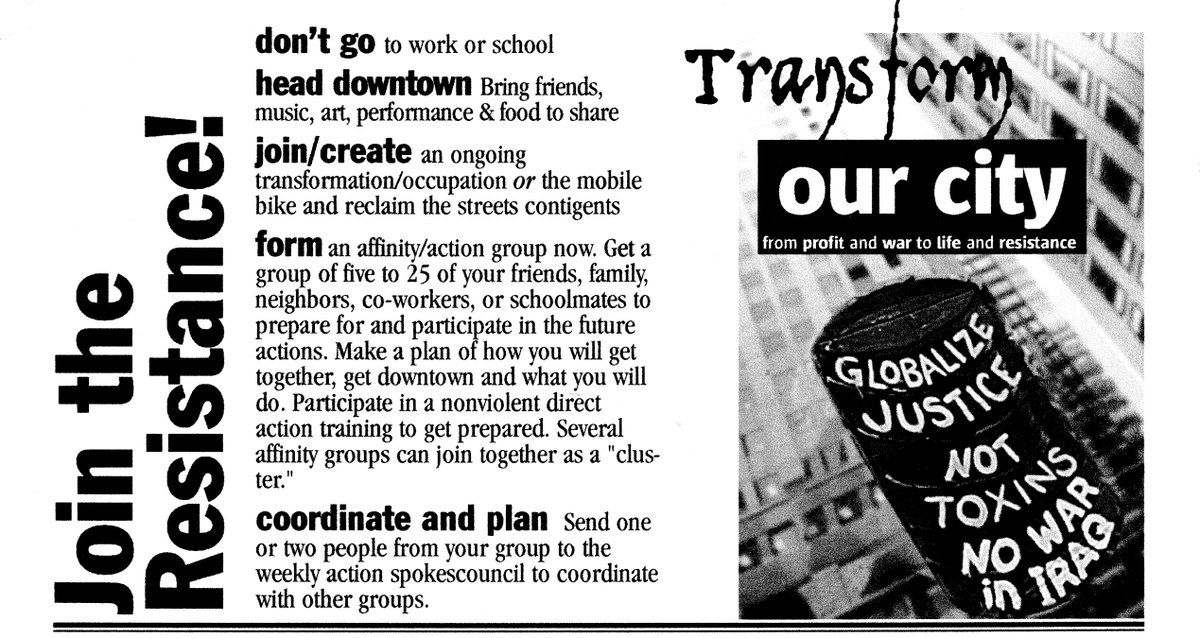 Join the
Resistance!
don't go to work or school
head downtown Bring friends,
music, art, performance & food to share
join/create an ongoing
transformation/occupation or the mobile
bike and reclaim the streets contigents
form an affinity/action group now. Get a
group of five to 25 of your friends, family,
neighbors, co-workers, or schoolmates to
prepare for and participate in the future
actions. Make a plan of how you will get
together, get downtown and what you will
do. Participate in a nonviolent direct
action training to get prepared. Several
affinity groups can join together as a "clus-
ter."
coordinate and plan Send one
or two people from your group to the
weekly action spokescouncil to coordinate
with other groups.
Transform
our city
from profit and war to life and resistance
GLOBALIZE
JUSTICE
NOT
TOXINS
NO WAR
in IRAQ